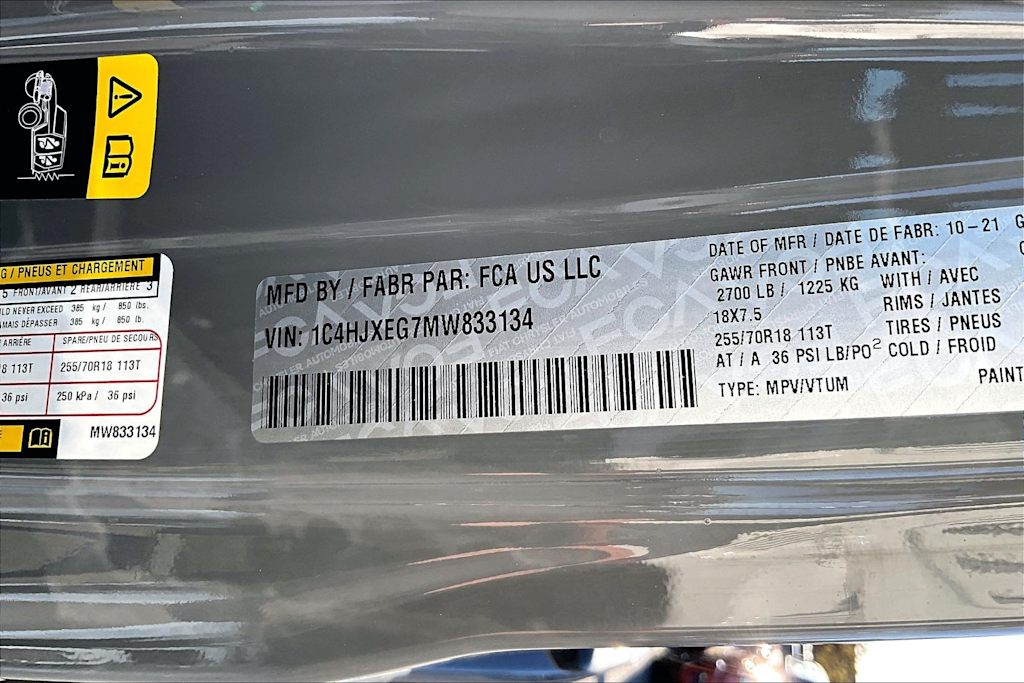 G / PNEUS ET CHARGEMENT
5 FRONT/AVANT 2 REAR/ARRIÈRE 3
OULD NEVER EXCEED 385 kg / 850 lbs.
AIS DÉPASSER 385 kg / 850 lb.
ARRIÈRE SPARE/PNEU DE SECOURS
18 113T 255/70R18 113T
36 psi 250 kPa / 36 psi
MW833134
MFD BY / FABR PAR: FCA US LLC
VIN: 1C4HJXEG7MW833134
DATE OF MFR / DATE DE FABR: 10-21 G
GAWR FRONT / PNBE AVANT:
2700 LB / 1225 KG WITH / AVEC
18X7.5 RIMS / JANTES
255/70R18 113T TIRES / PNEUS
AT / A 36 PSI LB/PO² COLD / FROID
TYPE: MPV/VTUM PAINT